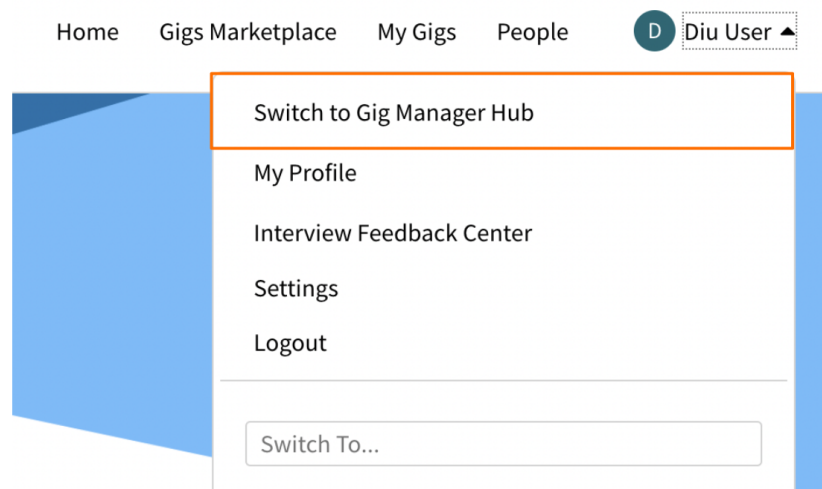 Home Gigs Marketplace My Gigs People D Diu User
Switch to Gig Manager Hub
My Profile
Interview Feedback Center
Settings
Logout
Switch To...